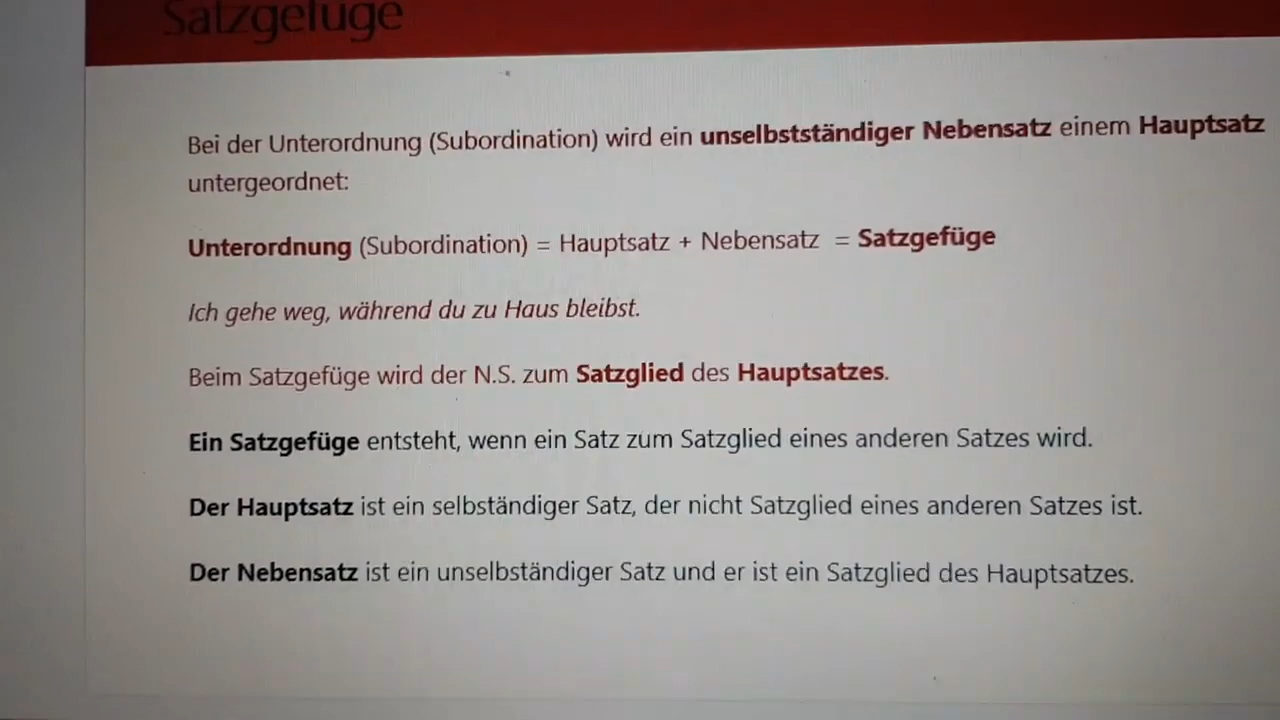 Satzgefüge
Bei der Unterordnung (Subordination) wird ein unselbstständiger Nebensatz einem Hauptsatz
untergeordnet:
Unterordnung (Subordination) = Hauptsatz + Nebensatz = Satzgefüge
Ich gehe weg, während du zu Haus bleibst.
Beim Satzgefüge wird der N.S. zum Satzglied des Hauptsatzes.
Ein Satzgefüge entsteht, wenn ein Satz zum Satzglied eines anderen Satzes wird.
Der Hauptsatz ist ein selbständiger Satz, der nicht Satzglied eines anderen Satzes ist.
Der Nebensatz ist ein unselbständiger Satz und er ist ein Satzglied des Hauptsatzes.